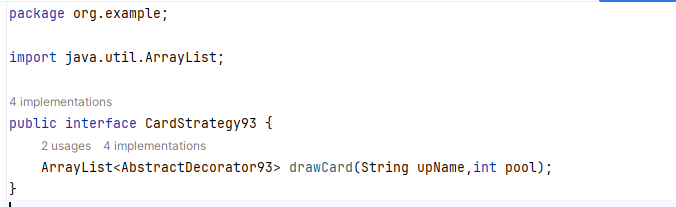 package org.example;
import java.util.ArrayList;
4 implementations
public interface CardStrategy93 {
2 usages   4 implementations
ArrayList<AbstractDecorator93> drawCard(String upName,int pool);
}